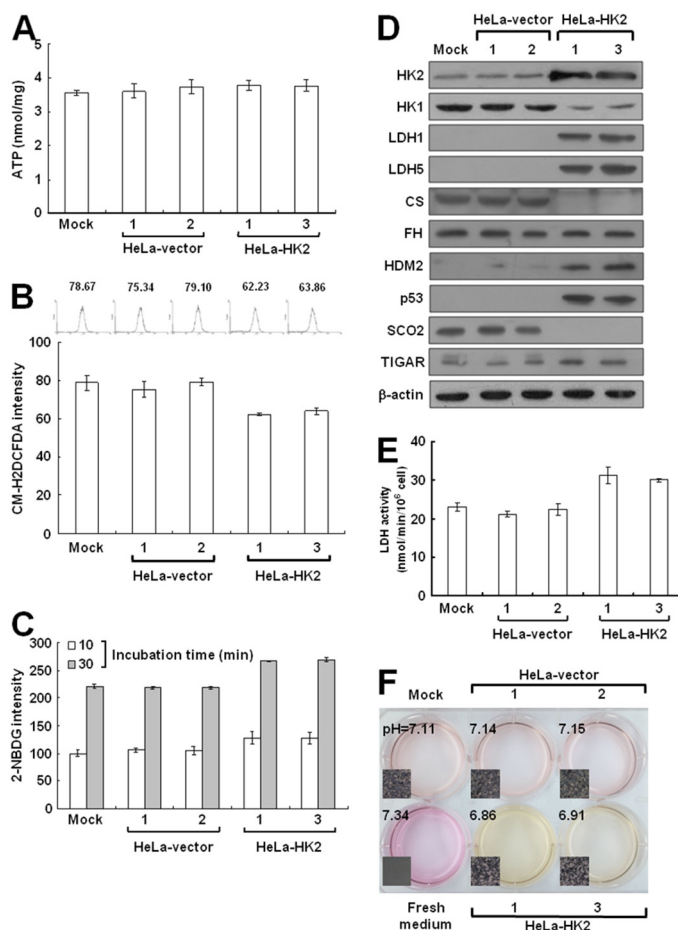 A
ATP (nmol/mg)
5
4
3
2
1
0
Mock
1
2
1
3
HeLa-vector
HeLa-HK2
B
78.67
75.34
79.10
62.23
63.86
CM-H2DCFDA intensity
100
80
60
40
20
0
Mock
1
2
1
3
HeLa-vector
HeLa-HK2
C
10
30
Incubation time (min)
2-NBDG intensity
300
250
200
150
100
50
0
Mock
1
2
1
3
HeLa-vector
HeLa-HK2
D
HeLa-vector
HeLa-HK2
Mock
1
2
1
3
HK2
HK1
LDH1
LDH5
CS
FH
HDM2
p53
SCO2
TIGAR
β-actin
E
LDH activity
(nmol/min/10⁶ cell)
40
30
20
10
0
Mock
1
2
1
3
HeLa-vector
HeLa-HK2
F
HeLa-vector
Mock
1
2
pH=7.11
7.14
7.15
7.34
6.86
6.91
Fresh
medium
1
3
HeLa-HK2